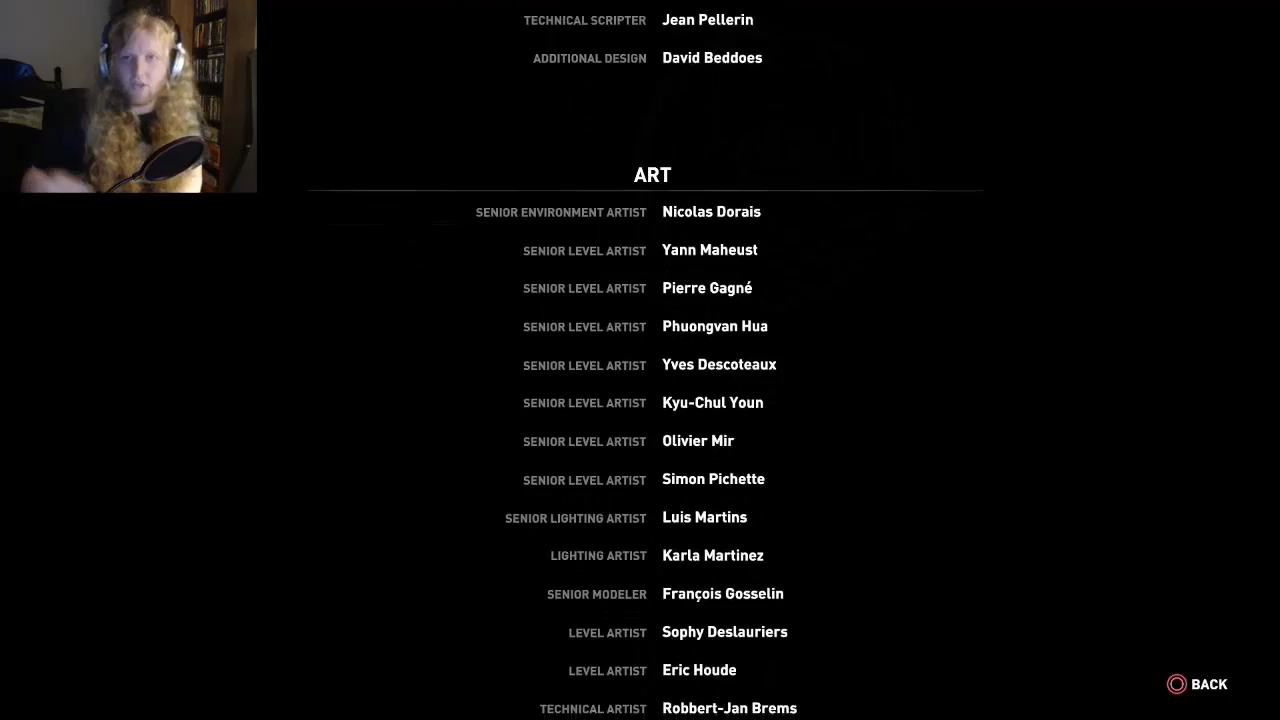 TECHNICAL SCRIPTER Jean Pellerin
ADDITIONAL DESIGN David Beddoes
ART
SENIOR ENVIRONMENT ARTIST Nicolas Dorais
SENIOR LEVEL ARTIST Yann Maheust
SENIOR LEVEL ARTIST Pierre Gagné
SENIOR LEVEL ARTIST Phuongvan Hua
SENIOR LEVEL ARTIST Yves Descoteaux
SENIOR LEVEL ARTIST Kyu-Chul Youn
SENIOR LEVEL ARTIST Olivier Mir
SENIOR LEVEL ARTIST Simon Pichette
SENIOR LIGHTING ARTIST Luis Martins
LIGHTING ARTIST Karla Martinez
SENIOR MODELER François Gosselin
LEVEL ARTIST Sophy Deslauriers
LEVEL ARTIST Eric Houde
BACK
TECHNICAL ARTIST Robbert-Jan Brems